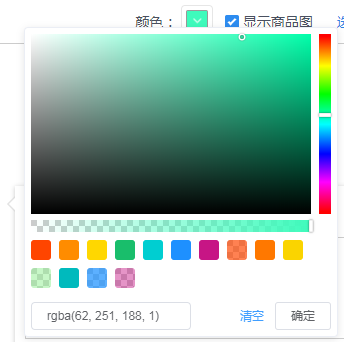 颜色： 显示商品图
rgba(62, 251, 188, 1) 清空 确定